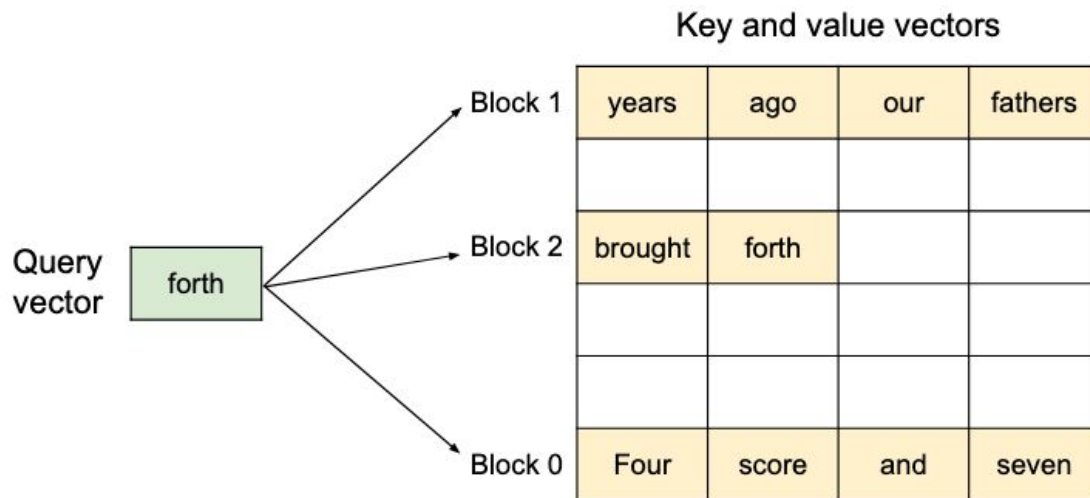 Key and value vectors
Block 1 years ago our fathers
Query vector forth
Block 2 brought forth
Block 0 Four score and seven